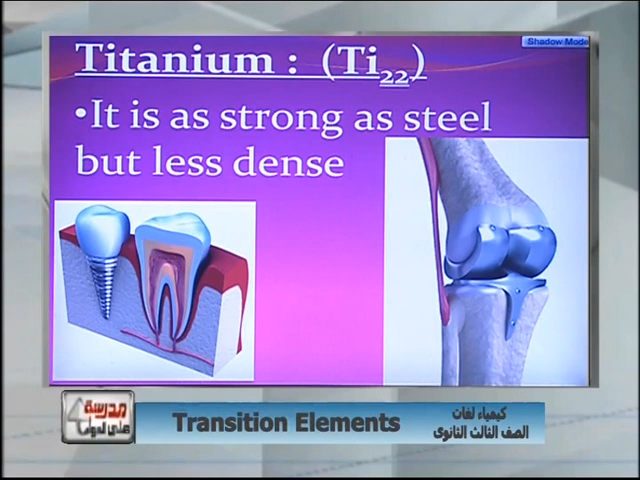 Shadow Mode
Titanium : (Ti₂₂)
•It is as strong as steel
but less dense
مدرسة
على الهواء
Transition Elements
كيمياء لغات
الصف الثالث الثانوى